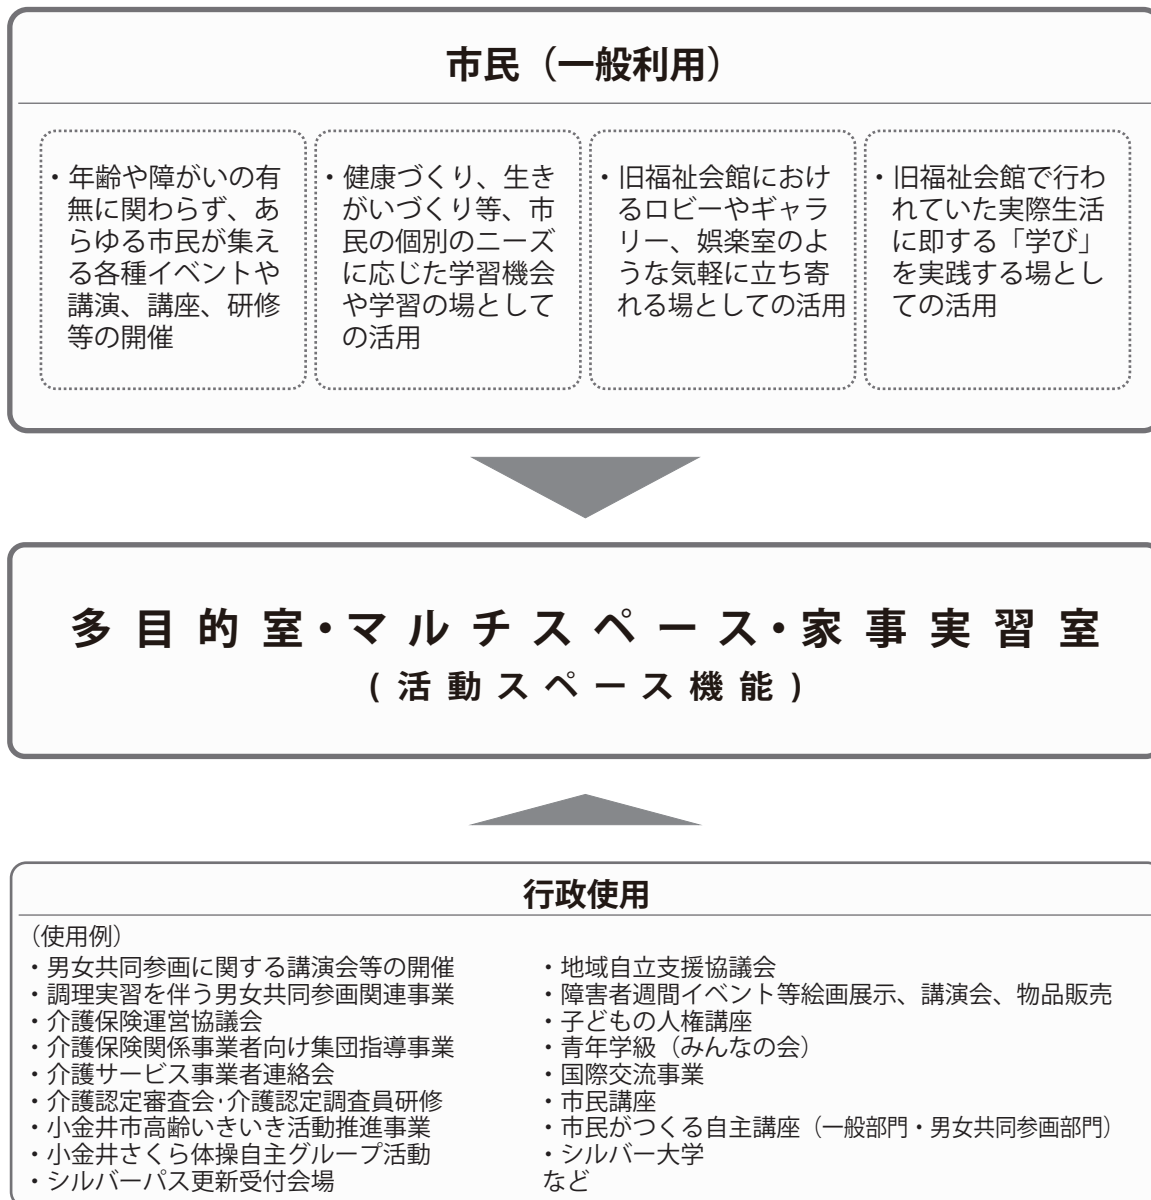 市民（一般利用）
・年齢や障がいの有
無に関わらず、あ
らゆる市民が集え
る各種イベントや
講演、講座、研修
等の開催
・健康づくり、生き
がいづくり等、市
民の個別のニーズ
に応じた学習機会
や学習の場として
の活用
・旧福祉会館におけ
るロビーやギャラ
リー、娯楽室のよ
うな気軽に立ち寄
れる場としての活用
・旧福祉会館で行わ
れていた実際生活
に即する「学び」
を実践する場とし
ての活用
多目的室・マルチスペース・家事実習室
(活動スペース機能)
行政使用
（使用例）
・男女共同参画に関する講演会等の開催
・調理実習を伴う男女共同参画関連事業
・介護保険運営協議会
・介護保険関係事業者向け集団指導事業
・介護サービス事業者連絡会
・介護認定審査会・介護認定調査員研修
・小金井市高齢いきいき活動推進事業
・小金井さくら体操自主グループ活動
・シルバーパス更新受付会場
・地域自立支援協議会
・障害者週間イベント等絵画展示、講演会、物品販売
・子どもの人権講座
・青年学級（みんなの会）
・国際交流事業
・市民講座
・市民がつくる自主講座（一般部門・男女共同参画部門）
・シルバー大学
など